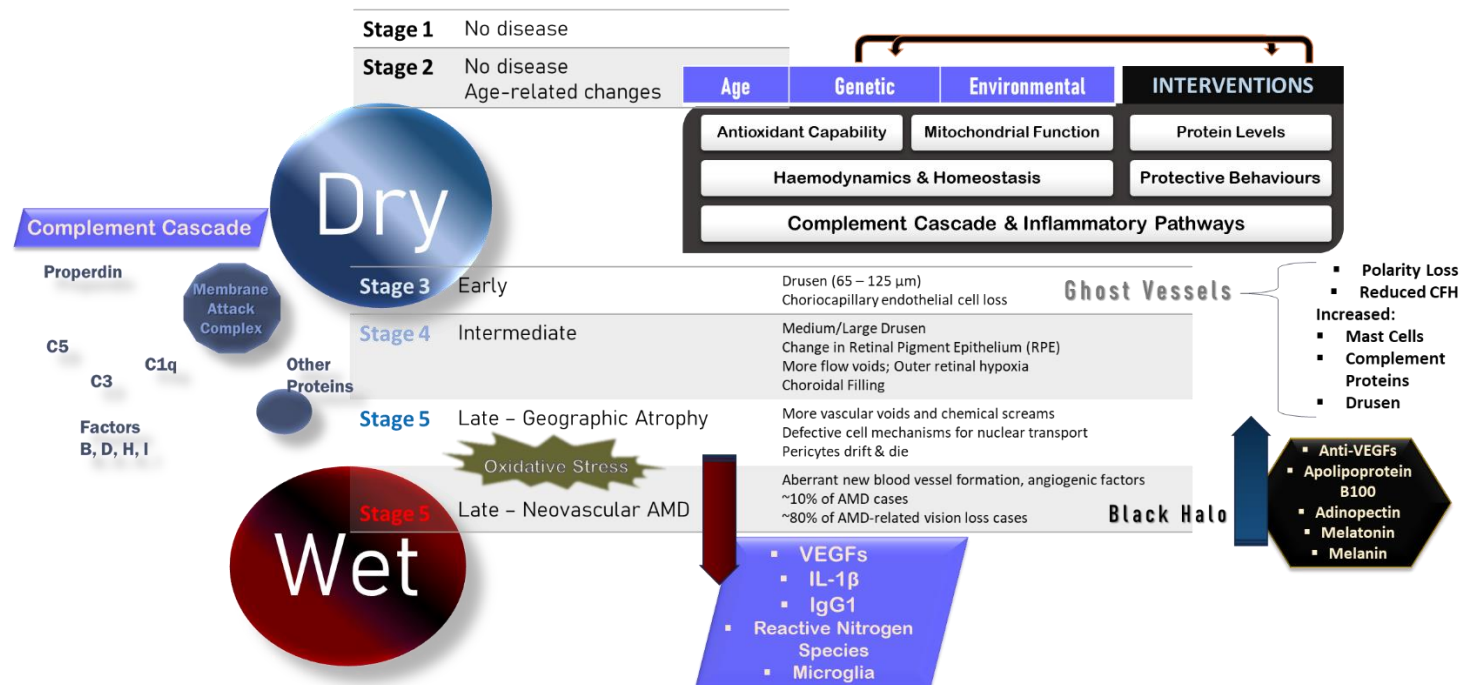 Stage 1 No disease
Stage 2 No disease
Age-related changes
Age Genetic Environmental INTERVENTIONS
Antioxidant Capability Mitochondrial Function Protein Levels
Haemodynamics & Homeostasis Protective Behaviours
Complement Cascade & Inflammatory Pathways
Dry
Complement Cascade
Properdin
Membrane
Attack
Complex
C5
C3
C1q
Other
Proteins
Factors
B, D, H, I
Stage 3 Early
Drusen (65 – 125 µm)
Choriocapillary endothelial cell loss
Ghost Vessels
Stage 4 Intermediate
Medium/Large Drusen
Change in Retinal Pigment Epithelium (RPE)
More flow voids; Outer retinal hypoxia
Choroidal Filling
Stage 5 Late – Geographic Atrophy
More vascular voids and chemical screams
Defective cell mechanisms for nuclear transport
Pericytes drift & die
Oxidative Stress
Stage 5 Late – Neovascular AMD
Aberrant new blood vessel formation, angiogenic factors
~10% of AMD cases
~80% of AMD-related vision loss cases
Black Halo
Wet
▪ Polarity Loss
▪ Reduced CFH
Increased:
▪ Mast Cells
▪ Complement
Proteins
▪ Drusen
▪ Anti-VEGFs
▪ Apolipoprotein
B100
▪ Adinopectin
▪ Melatonin
▪ Melanin
▪ VEGFs
▪ IL-1β
▪ IgG1
▪ Reactive Nitrogen
Species
▪ Microglia